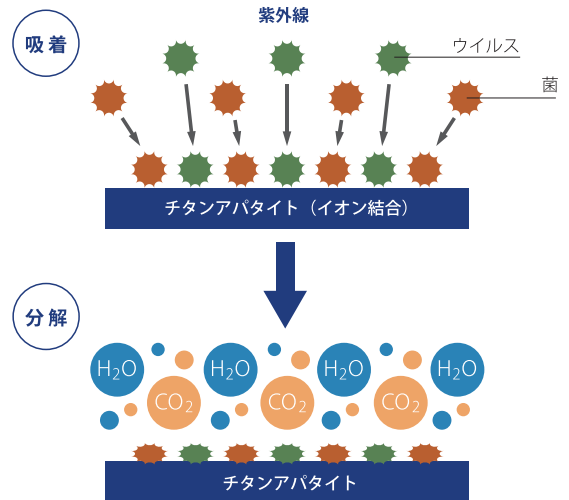 紫外線
吸着
ウイルス
菌
チタンアパタイト（イオン結合）
分解
H2O H2O H2O H2O
CO2 CO2 CO2
チタンアパタイト